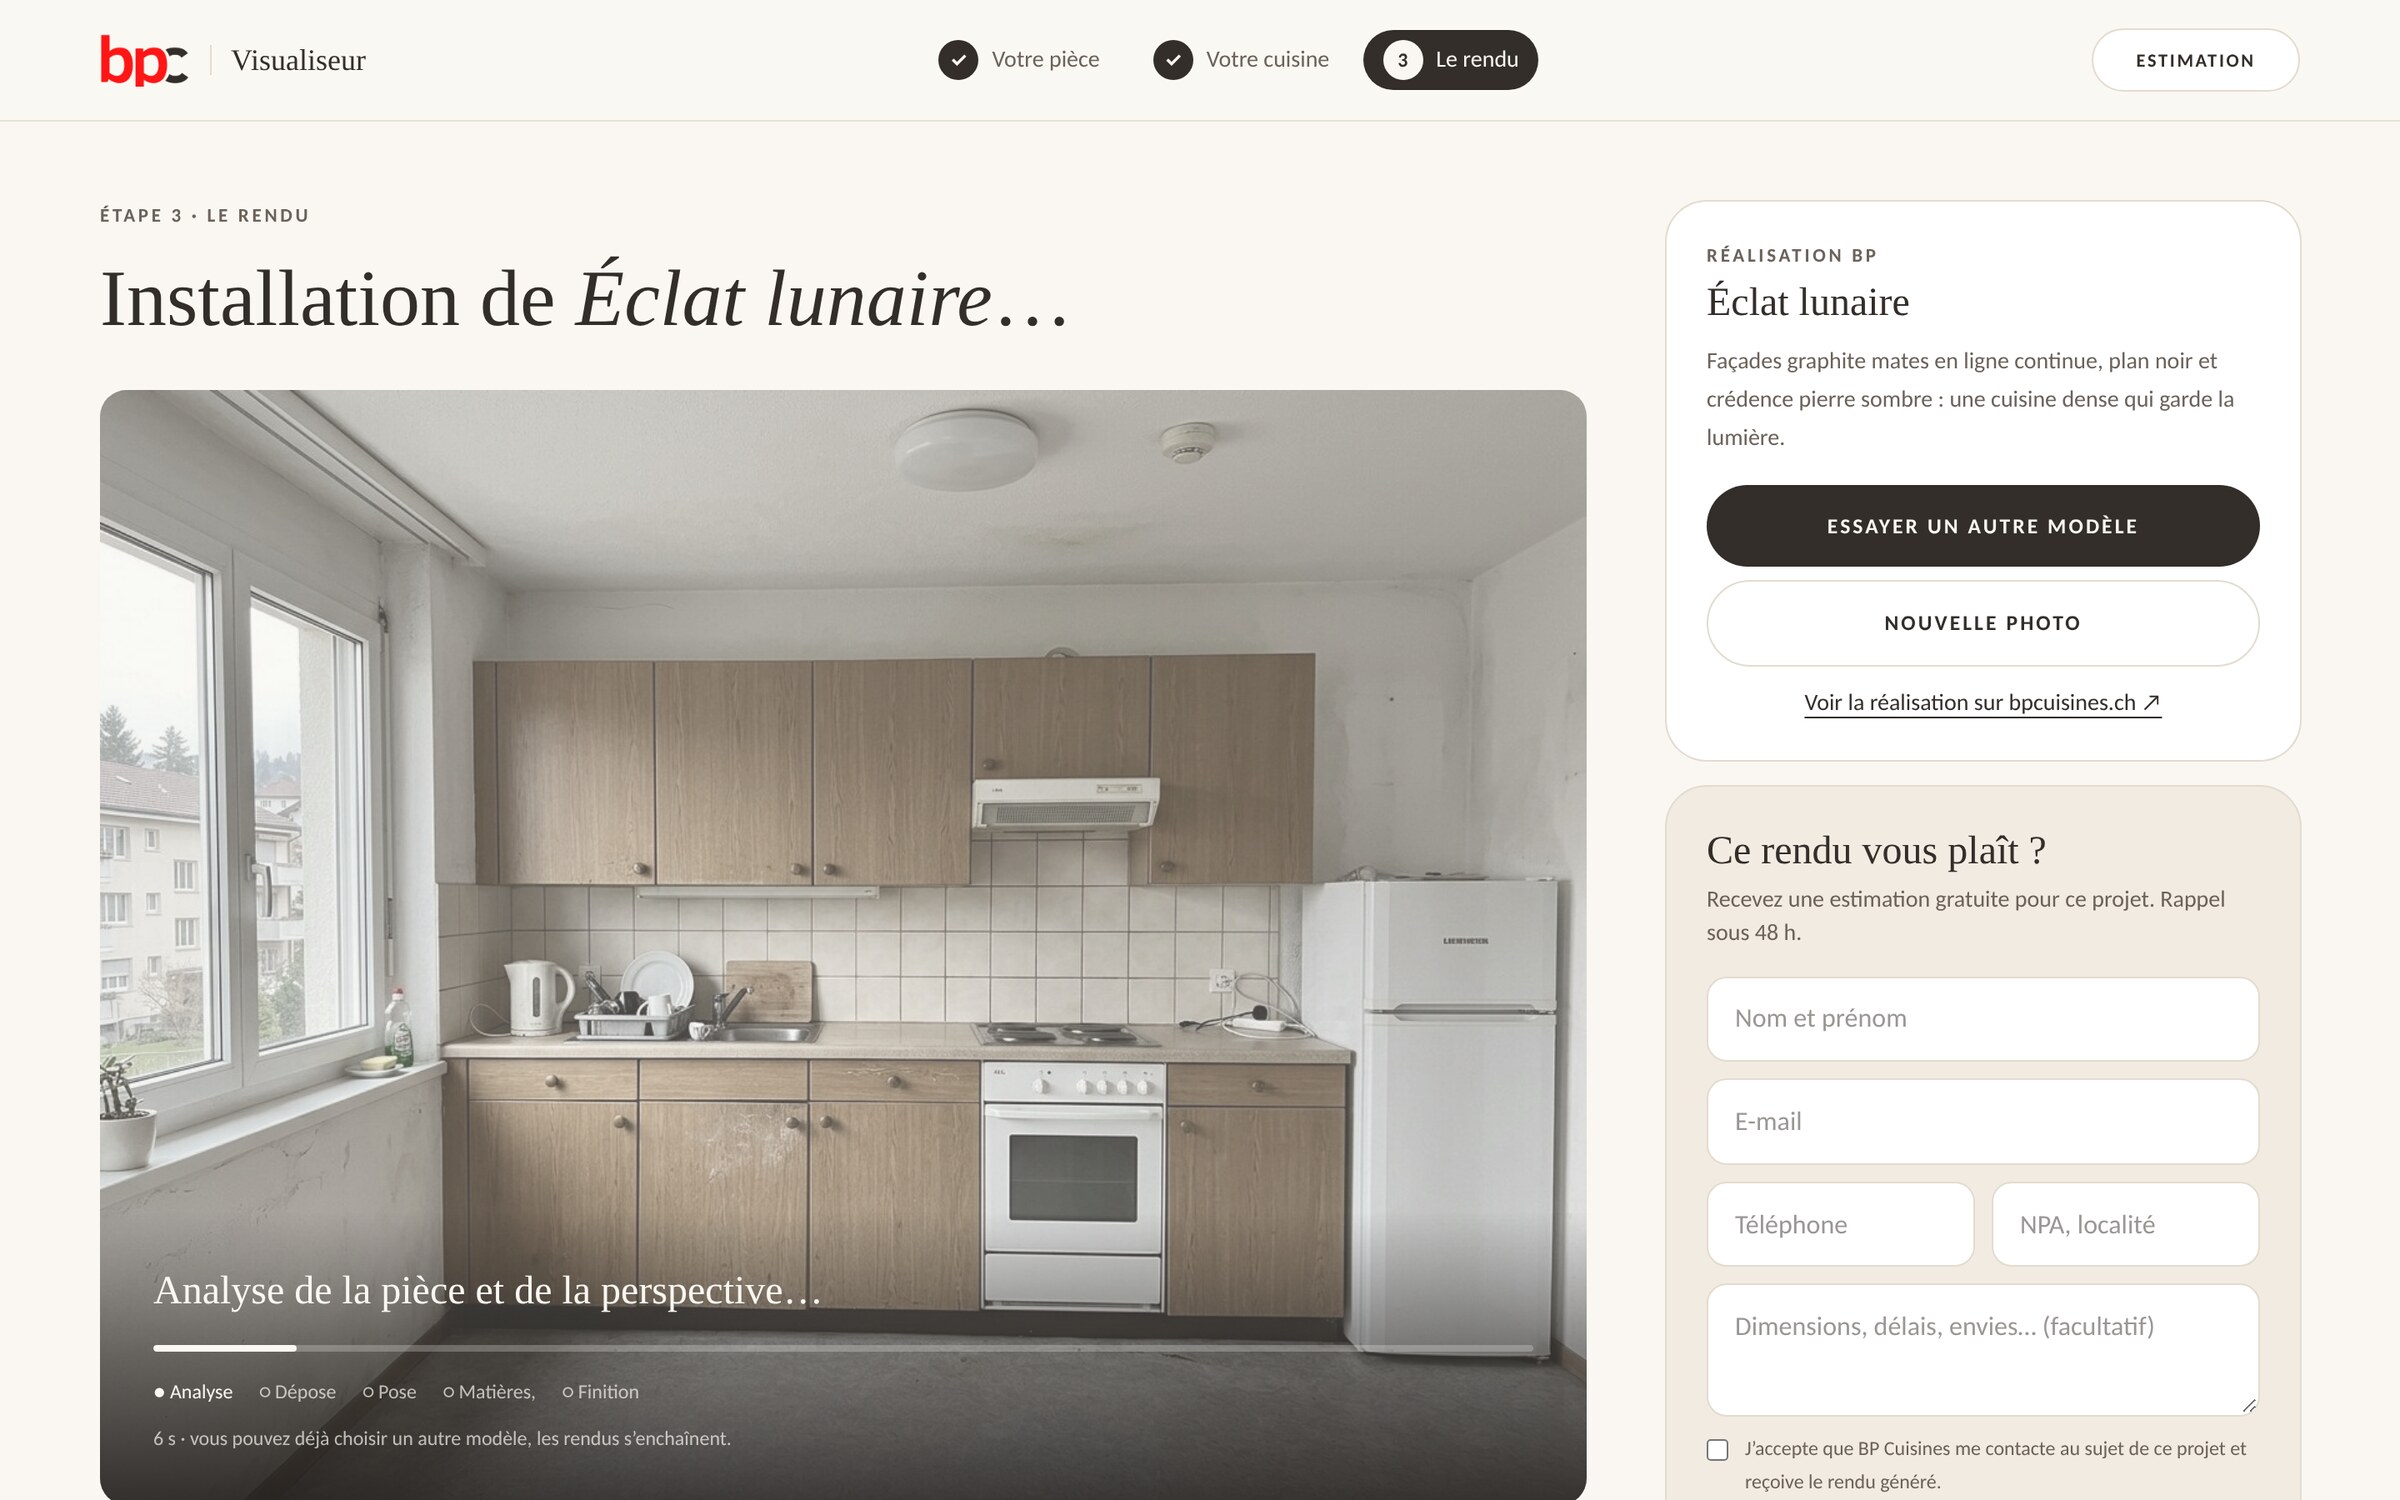 bpc
Visualiseur
Votre pièce
Votre cuisine
3
Le rendu
ESTIMATION
ÉTAPE 3 · LE RENDU
Installation de Éclat lunaire…
LIEBHERR
Analyse de la pièce et de la perspective…
Analyse
Dépose
Pose
Matières,
Finition
6 s · vous pouvez déjà choisir un autre modèle, les rendus s’enchaînent.
RÉALISATION BP
Éclat lunaire
Façades graphite mates en ligne continue, plan noir et
crédence pierre sombre : une cuisine dense qui garde la
lumière.
ESSAYER UN AUTRE MODÈLE
NOUVELLE PHOTO
Voir la réalisation sur bpcuisines.ch ↗
Ce rendu vous plaît ?
Recevez une estimation gratuite pour ce projet. Rappel
sous 48 h.
Nom et prénom
E-mail
Téléphone
NPA, localité
Dimensions, délais, envies… (facultatif)
J’accepte que BP Cuisines me contacte au sujet de ce projet et
reçoive le rendu généré.